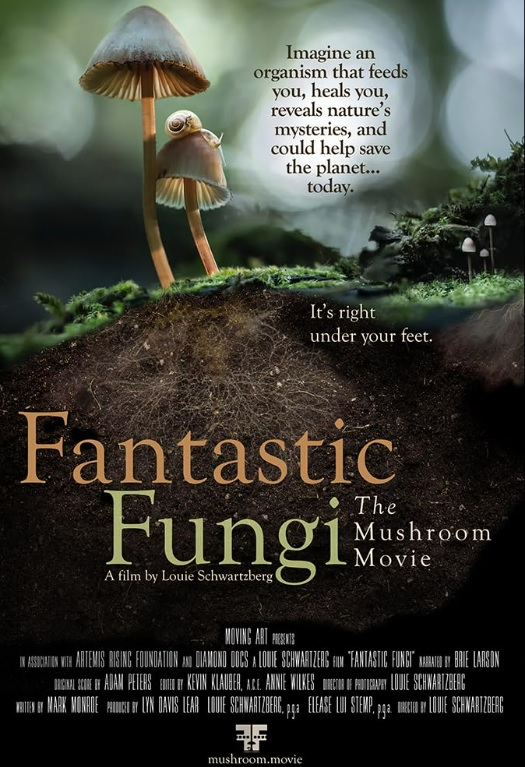 Imagine an
organism that feeds
you, heals you,
reveals nature's
mysteries, and
could help save
the planet...
today.
It's right
under your feet.
Fantastic
Fungi
The
Mushroom
Movie
A film by Louie Schwartzberg
MOVING ART PRESENTS
IN ASSOCIATION WITH ARTEMIS RISING FOUNDATION AND DIAMOND DOCS A LOUIE SCHWARTZERG FILM "FANTASTIC FUNGI" NARRATED BY BRIE LARSON
ORIGINAL SCORE BY ADAM PETERS EDITED BY KEVIN KLAUBER, A.C.E. ANNIE WILKES DIRECTOR OF PHOTOGRAPHY LOUIE SCHWARTZBERG
WRITTEN BY MARK MONROE PRODUCED BY LYN DAVIS LEAR LOUIE SCHWARTZBERG, p.g.a ELEASE LUI STEMP, p.g.a. DIRECTED BY LOUIE SCHWARTZBERG
mushroom.movie